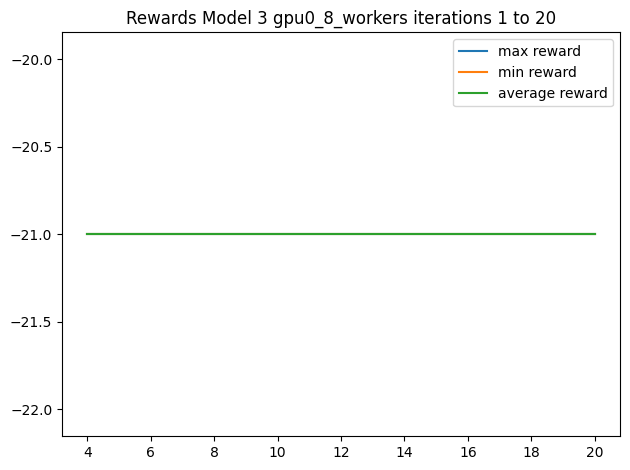 Rewards Model 3 gpu0_8_workers iterations 1 to 20
max reward
min reward
average reward
−20.0
−20.5
−21.0
−21.5
−22.0
4 6 8 10 12 14 16 18 20